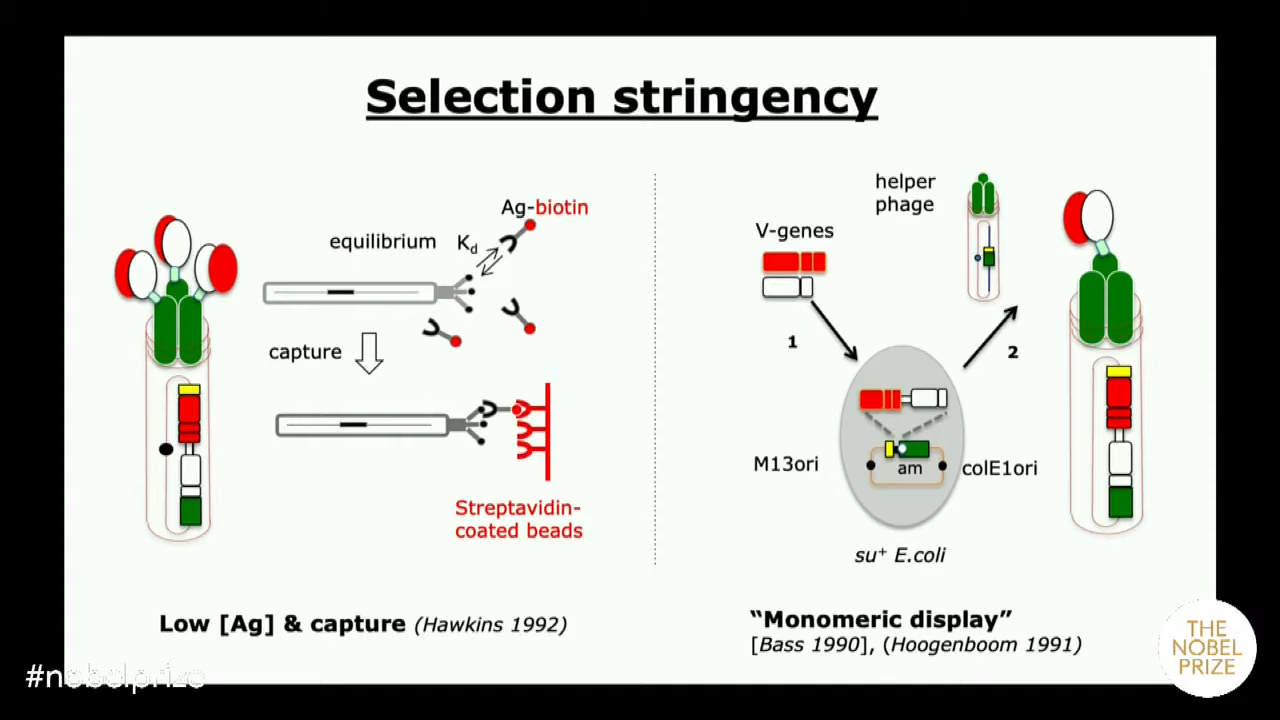 Selection stringency
Ag-biotin
equilibrium
Kd
capture
Streptavidin-
coated beads
Low [Ag] & capture (Hawkins 1992)
helper
phage
V-genes
1
2
M13ori
am
colE1ori
su+ E.coli
“Monomeric display”
[Bass 1990], (Hoogenboom 1991)
THE
NOBEL
PRIZE
#nobelprize